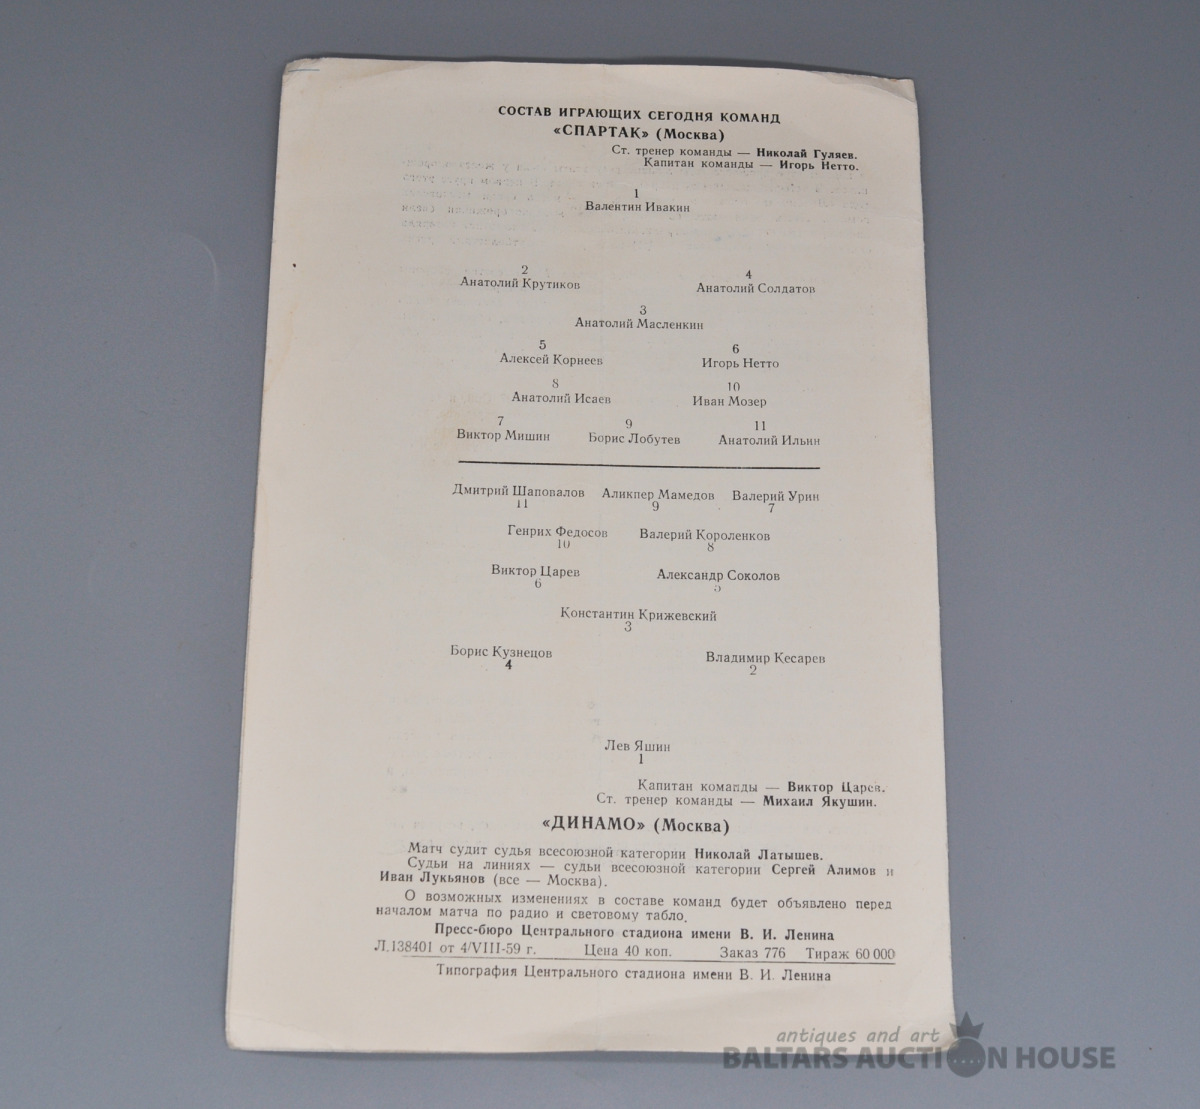 СОСТАВ ИГРАЮЩИХ СЕГОДНЯ КОМАНД
«СПАРТАК» (Москва)
Ст. тренер команды — Николай Гуляев.
Капитан команды — Игорь Нетто.
1
Валентин Ивакин
2 4
Анатолий Крутиков Анатолий Солдатов
3
Анатолий Масленкин
5 6
Алексей Корнеев Игорь Нетто
8 10
Анатолий Исаев Иван Мозер
7 9 11
Виктор Мишин Борис Лобутев Анатолий Ильин
Дмитрий Шаповалов Аликпер Мамедов Валерий Урин
11 9 7
Генрих Федосов Валерий Короленков
10 8
Виктор Царев Александр Соколов
6 5
Константин Крижевский
3
Борис Кузнецов Владимир Кесарев
4 2
Лев Яшин
1
Капитан команды — Виктор Царев.
Ст. тренер команды — Михаил Якушин.
«ДИНАМО» (Москва)
Матч судит судья всесоюзной категории Николай Латышев.
Судьи на линиях — судьи всесоюзной категории Сергей Алимов и
Иван Лукьянов (все — Москва).
О возможных изменениях в составе команд будет объявлено перед
началом матча по радио и световому табло.
Пресс-бюро Центрального стадиона имени В. И. Ленина
Л.138401 от 4/VIII-59 г. Цена 40 коп. Заказ 776 Тираж 60 000
Типография Центрального стадиона имени В. И. Ленина
antiques and art
BALTARS AUCTION HOUSE